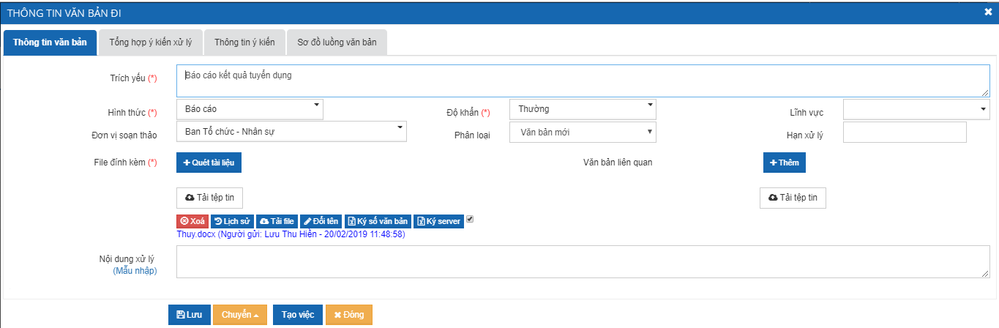 THÔNG TIN VĂN BẢN ĐI
Thông tin văn bản Tổng hợp ý kiến xử lý Thông tin ý kiến Sơ đồ luồng văn bản
Trích yếu (*) Báo cáo kết quả tuyển dụng
Hình thức (*) Báo cáo Độ khẩn (*) Thường Lĩnh vực
Đơn vị soạn thảo Ban Tổ chức - Nhân sự Phân loại Văn bản mới Hạn xử lý
File đính kèm (*) Quét tài liệu Văn bản liên quan Thêm
Tải tệp tin Tải tệp tin
Xoá Lịch sử Tải file Đổi tên Ký số văn bản Ký server
Thuy.docx (Người gửi: Lưu Thu Hiền - 20/02/2019 11:48:58)
Nội dung xử lý
(Mẫu nhập)
Lưu Chuyển Tạo việc Đóng